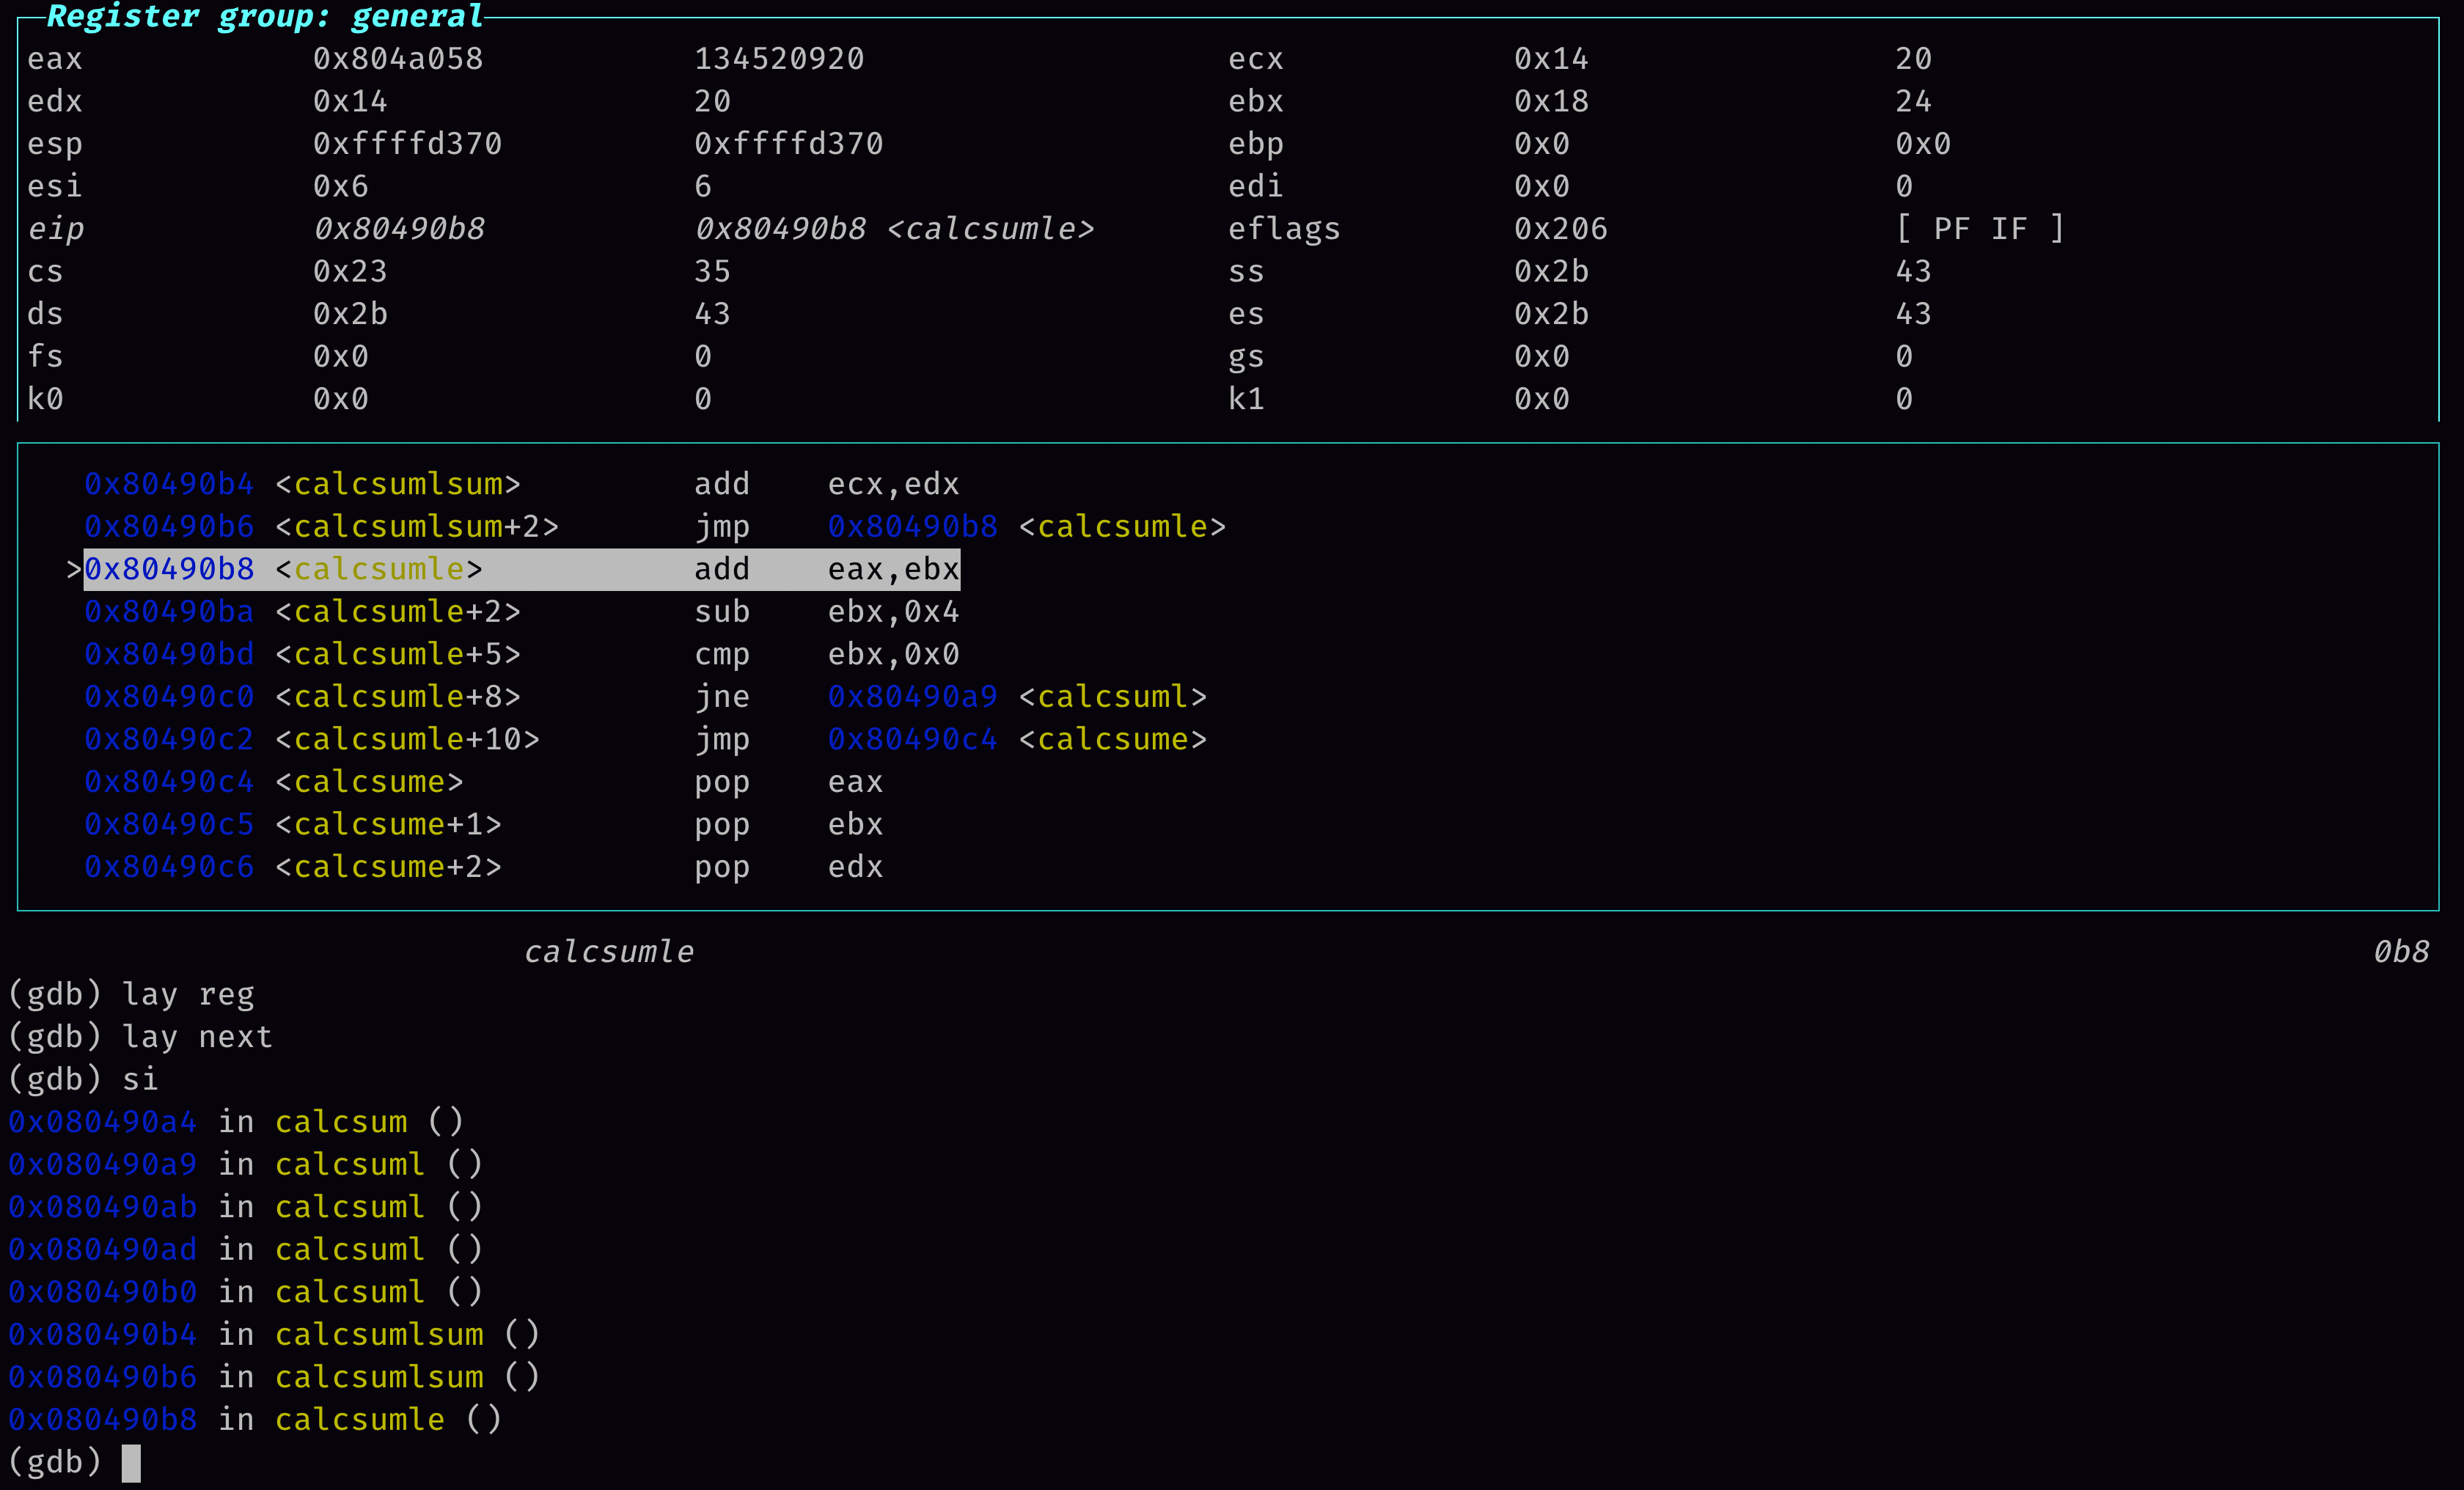 Register group: general
eax 0x804a058 134520920 ecx 0x14 20
edx 0x14 20 ebx 0x18 24
esp 0xffffd370 0xffffd370 ebp 0x0 0x0
esi 0x6 6 edi 0x0 0
eip 0x80490b8 0x80490b8 <calcsumle> eflags 0x206 [ PF IF ]
cs 0x23 35 ss 0x2b 43
ds 0x2b 43 es 0x2b 43
fs 0x0 0 gs 0x0 0
k0 0x0 0 k1 0x0 0
0x80490b4 <calcsumlsum> add ecx,edx
0x80490b6 <calcsumlsum+2> jmp 0x80490b8 <calcsumle>
>0x80490b8 <calcsumle> add eax,ebx
0x80490ba <calcsumle+2> sub ebx,0x4
0x80490bd <calcsumle+5> cmp ebx,0x0
0x80490c0 <calcsumle+8> jne 0x80490a9 <calcsuml>
0x80490c2 <calcsumle+10> jmp 0x80490c4 <calcsume>
0x80490c4 <calcsume> pop eax
0x80490c5 <calcsume+1> pop ebx
0x80490c6 <calcsume+2> pop edx
calcsumle 0b8
(gdb) lay reg
(gdb) lay next
(gdb) si
0x080490a4 in calcsum ()
0x080490a9 in calcsuml ()
0x080490ab in calcsuml ()
0x080490ad in calcsuml ()
0x080490b0 in calcsuml ()
0x080490b4 in calcsumlsum ()
0x080490b6 in calcsumlsum ()
0x080490b8 in calcsumle ()
(gdb)